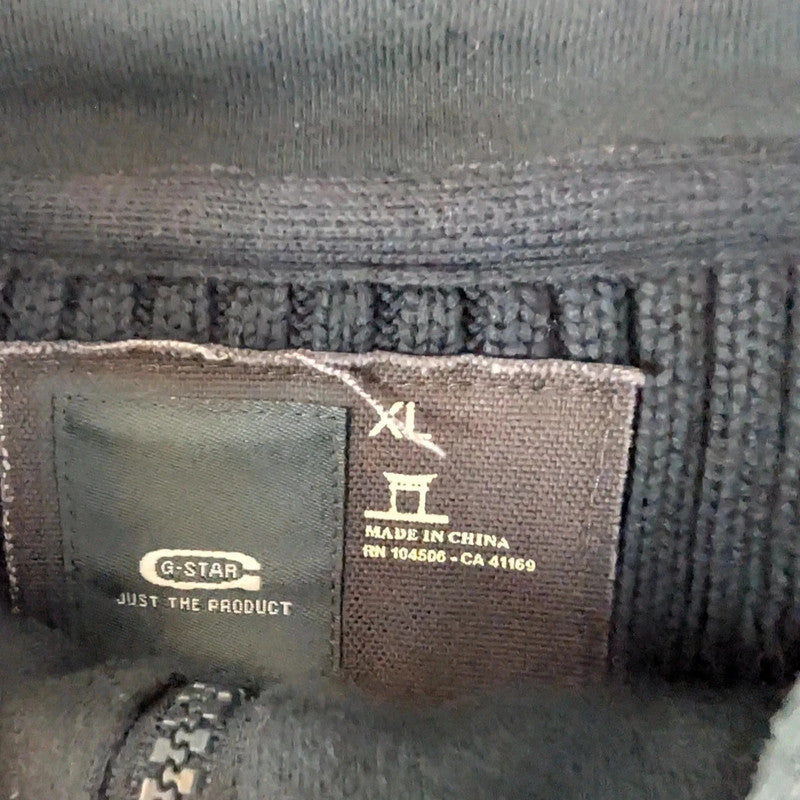 XL
MADE IN CHINA
RN 104506 - CA 41169
G-STAR
JUST THE PRODUCT